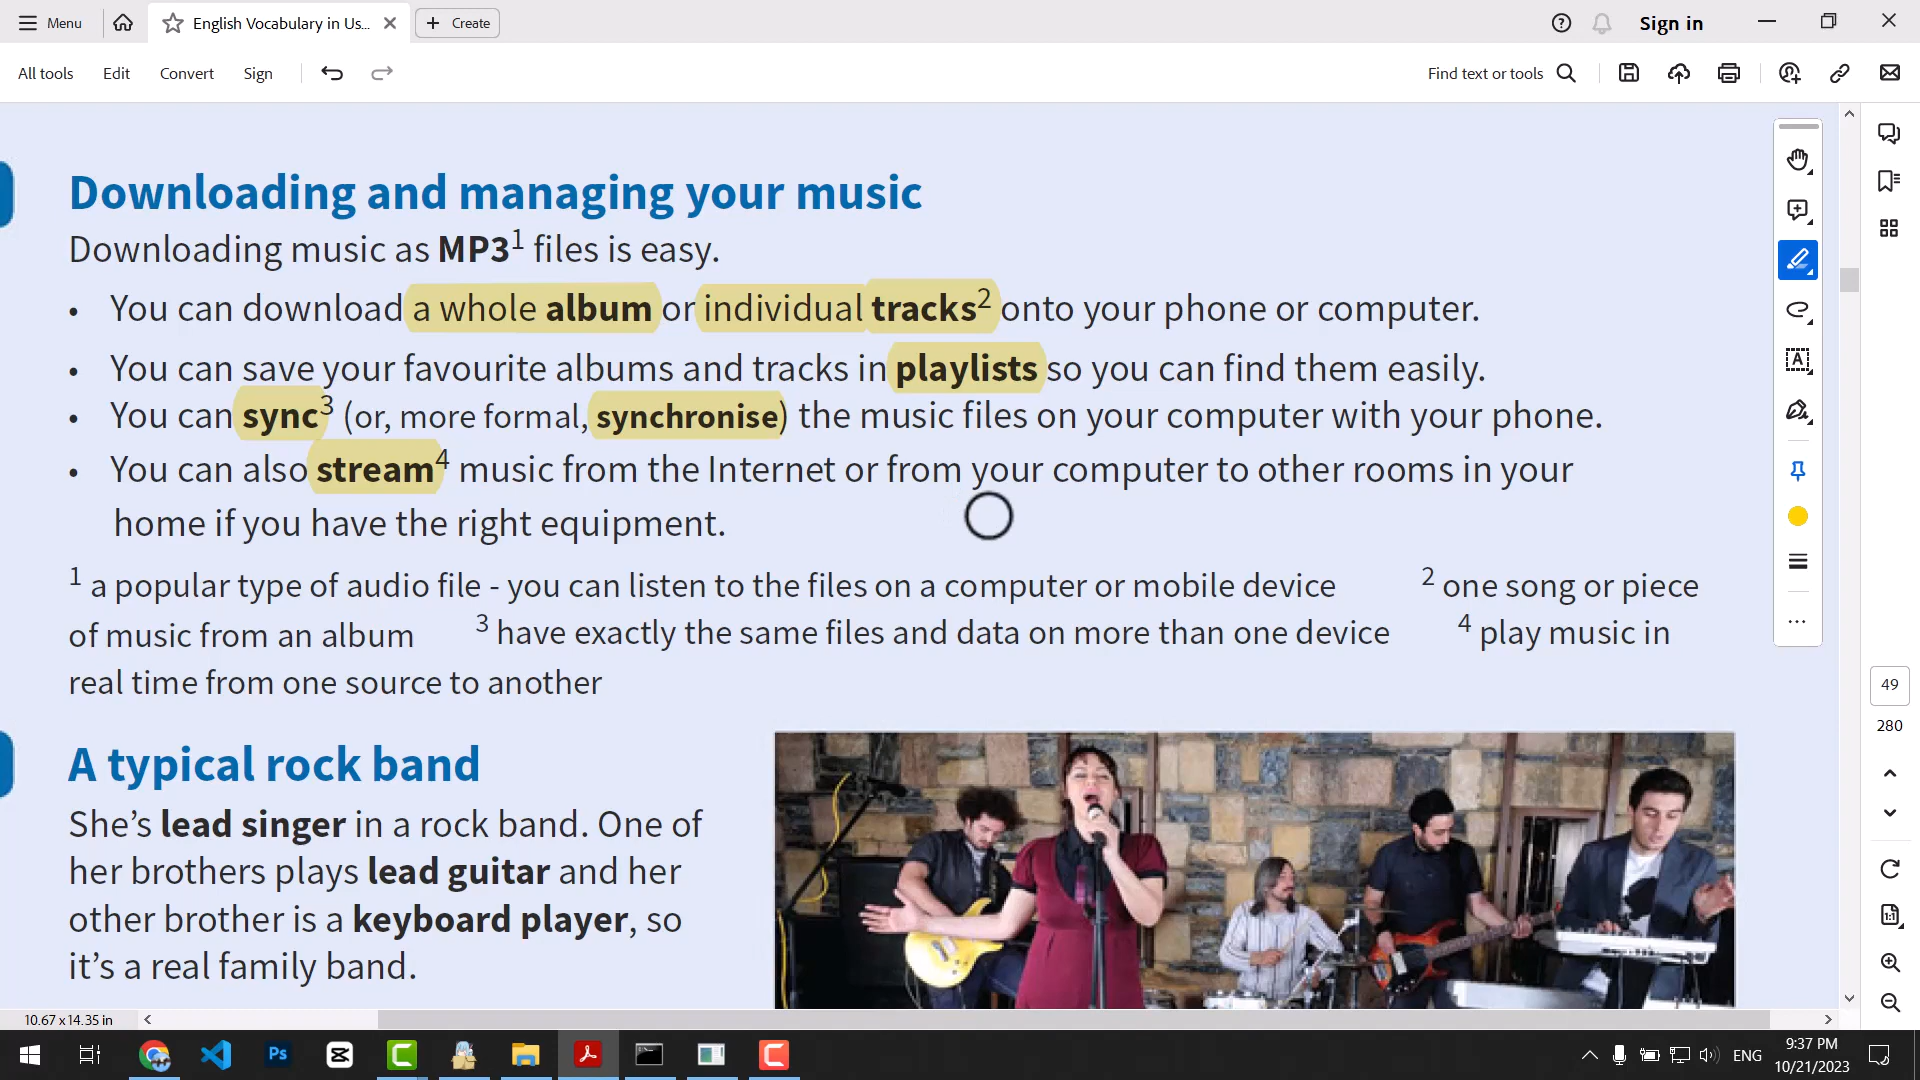 Menu
English Vocabulary in Us...
Create
Sign in
All tools
Edit
Convert
Sign
Find text or tools
Downloading and managing your music
Downloading music as MP3¹ files is easy.
• You can download a whole album or individual tracks² onto your phone or computer.
• You can save your favourite albums and tracks in playlists so you can find them easily.
• You can sync³ (or, more formal, synchronise) the music files on your computer with your phone.
• You can also stream⁴ music from the Internet or from your computer to other rooms in your
home if you have the right equipment.
¹ a popular type of audio file - you can listen to the files on a computer or mobile device ² one song or piece
of music from an album ³ have exactly the same files and data on more than one device ⁴ play music in
real time from one source to another
A typical rock band
She's lead singer in a rock band. One of
her brothers plays lead guitar and her
other brother is a keyboard player, so
it's a real family band.
49
280
10.67 x 14.35 in
Ps
ENG
9:37 PM
10/21/2023